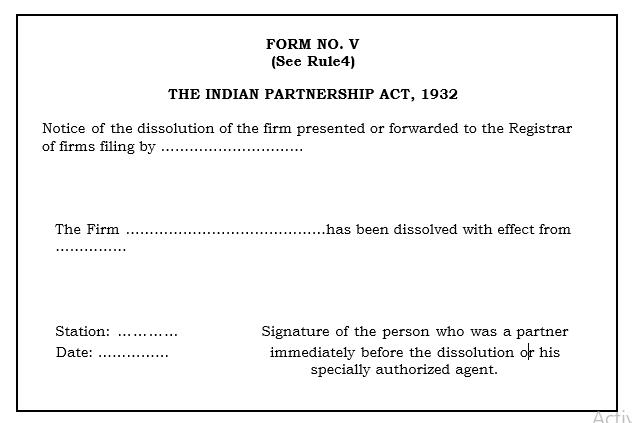 FORM NO. V
(See Rule4)
THE INDIAN PARTNERSHIP ACT, 1932
Notice of the dissolution of the firm presented or forwarded to the Registrar
of firms filing by ..............................
The Firm ..........................................has been dissolved with effect from
...............
Station: ............
Signature of the person who was a partner
Date: ...............
immediately before the dissolution or his
specially authorized agent.
Activ